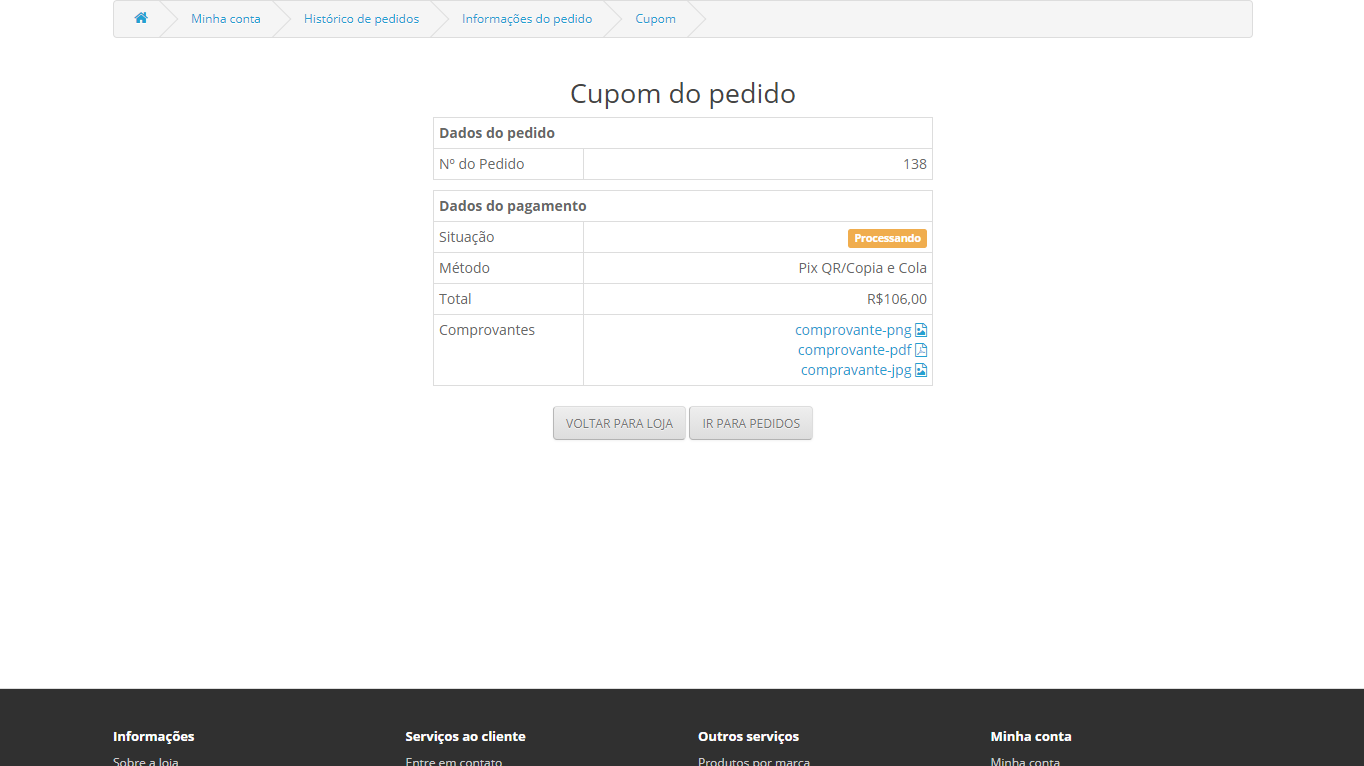 Minha conta Histórico de pedidos Informações do pedido Cupom
Cupom do pedido
Dados do pedido
Nº do Pedido 138
Dados do pagamento
Situação Processando
Método Pix QR/Copia e Cola
Total R$106,00
Comprovantes comprovante-png
comprovante-pdf
compravante-jpg
VOLTAR PARA LOJA IR PARA PEDIDOS
Informações Serviços ao cliente Outros serviços Minha conta
Sobre a loja Entre em contato Produtos por marca Minha conta